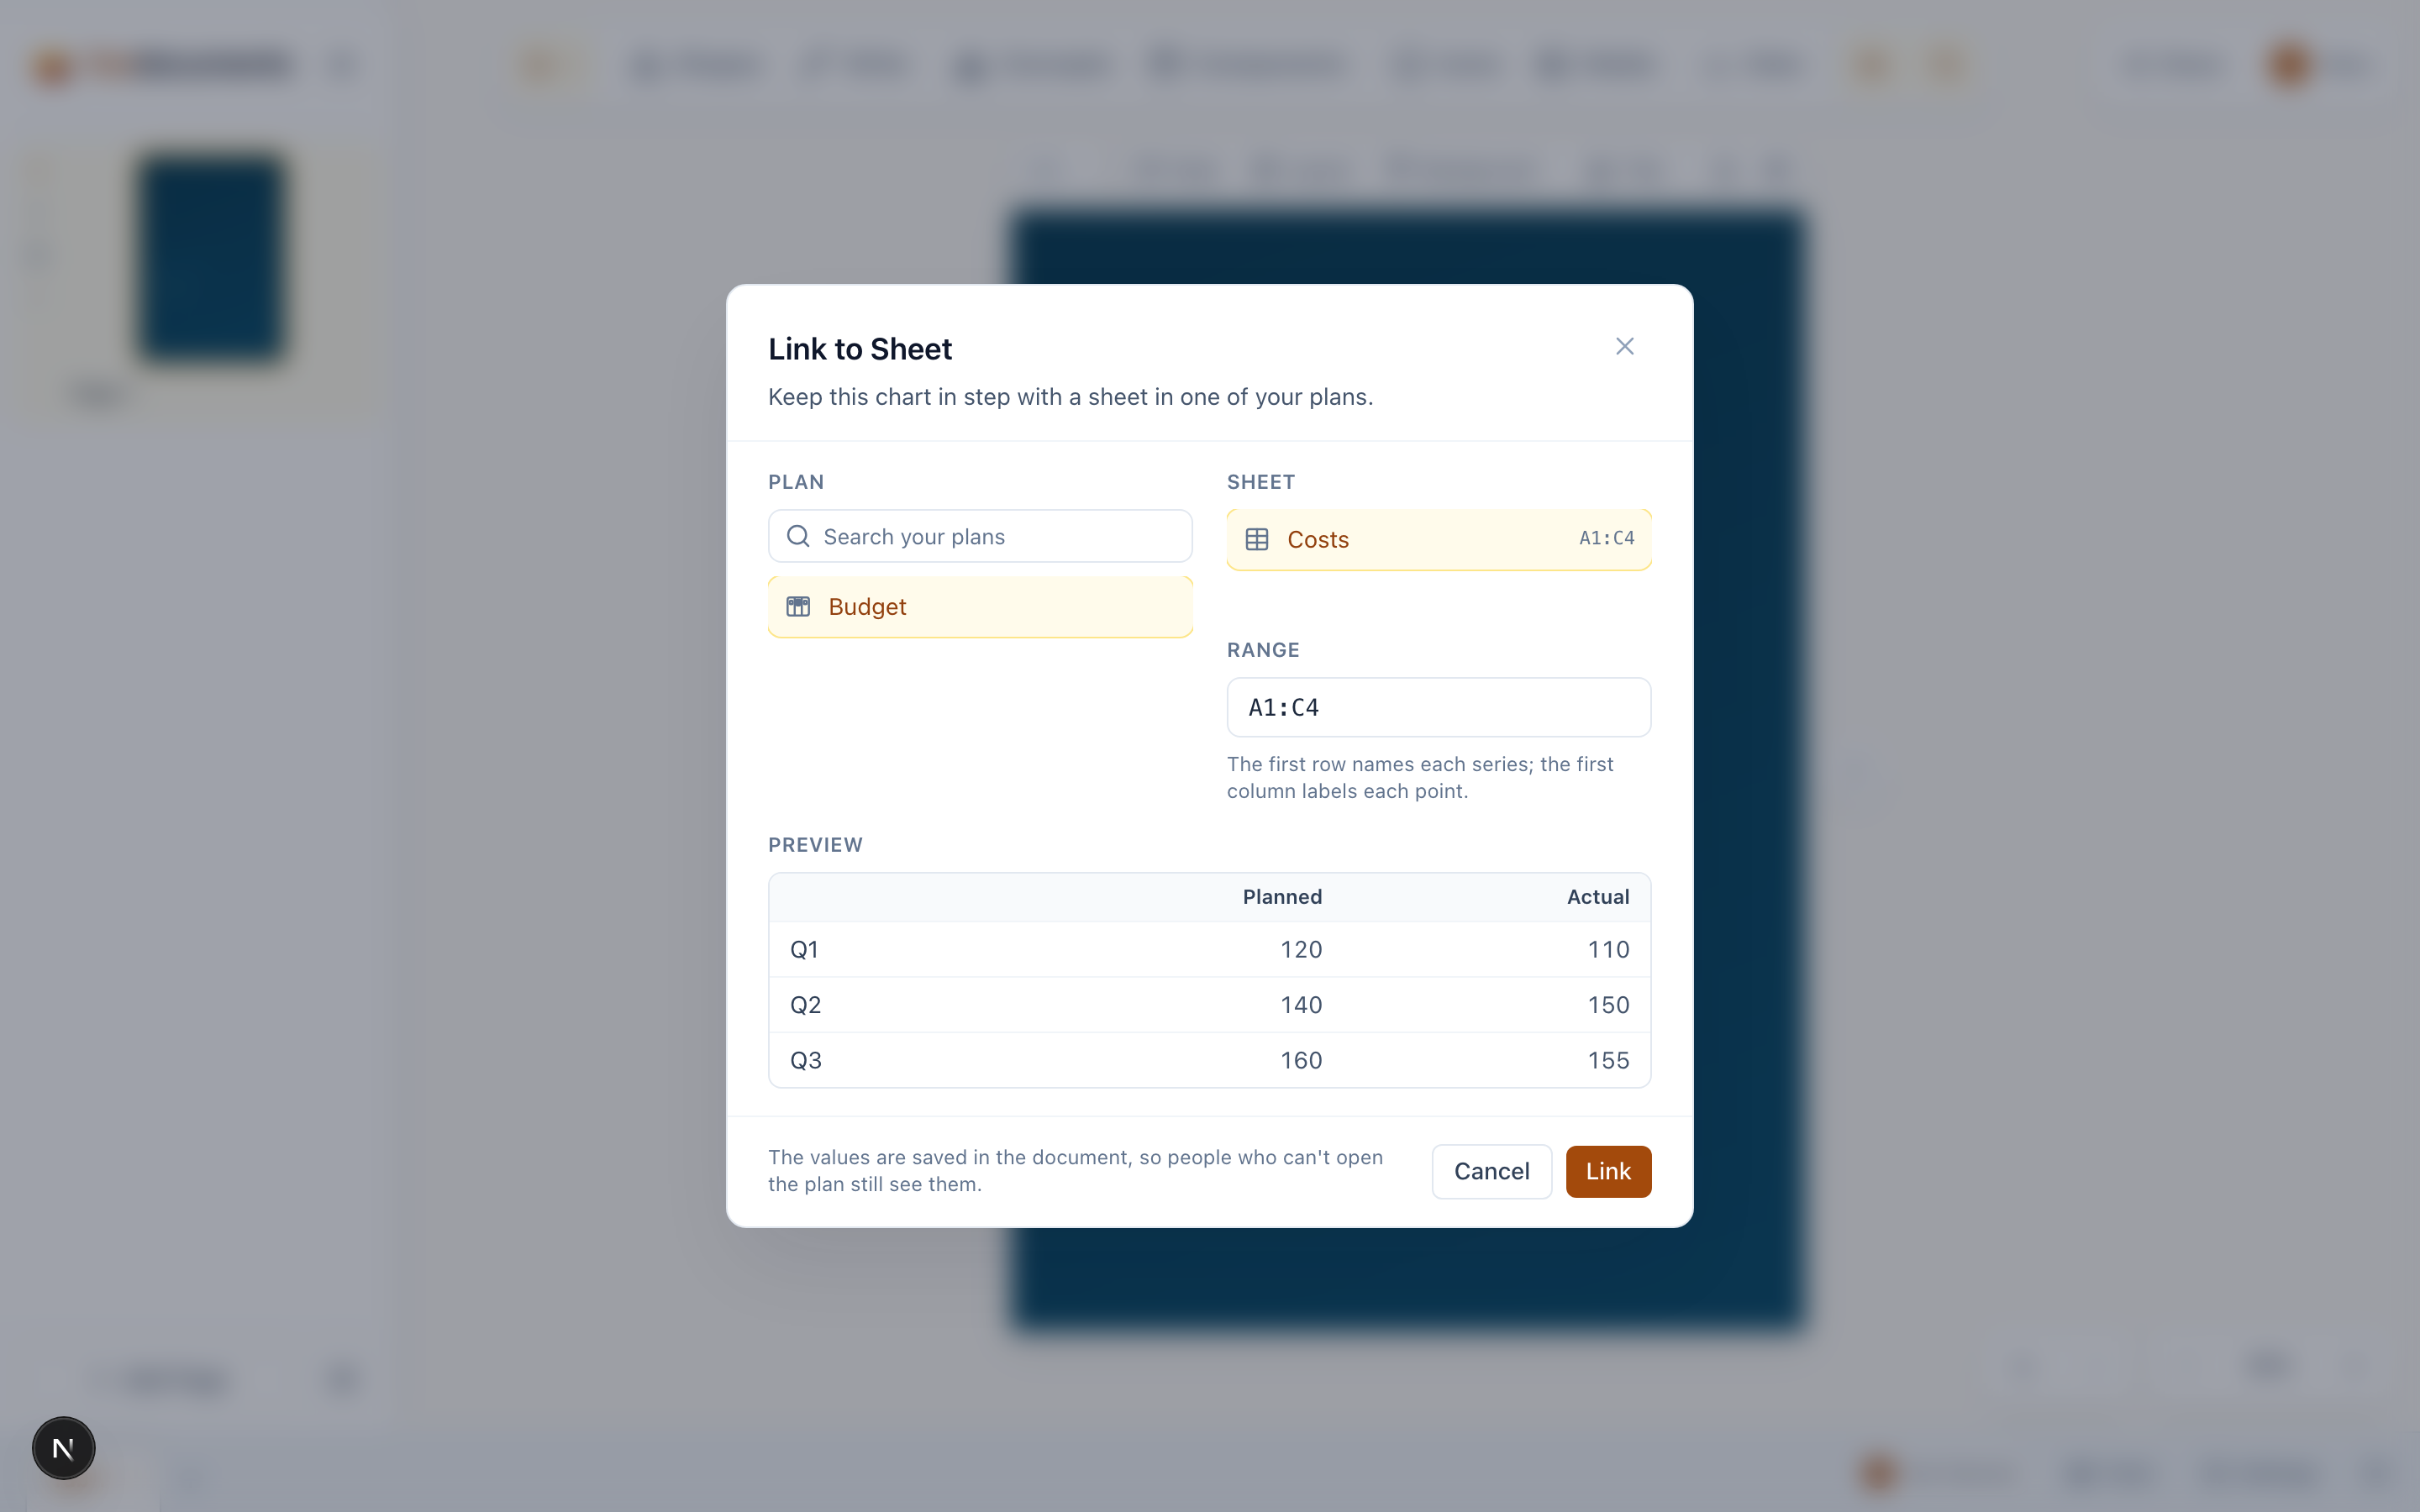 Link to Sheet
Keep this chart in step with a sheet in one of your plans.
PLAN
Search your plans
Budget
SHEET
Costs A1:C4
RANGE
A1:C4
The first row names each series; the first
column labels each point.
PREVIEW
Planned Actual
Q1 120 110
Q2 140 150
Q3 160 155
The values are saved in the document, so people who can't open
the plan still see them.
Cancel Link
N